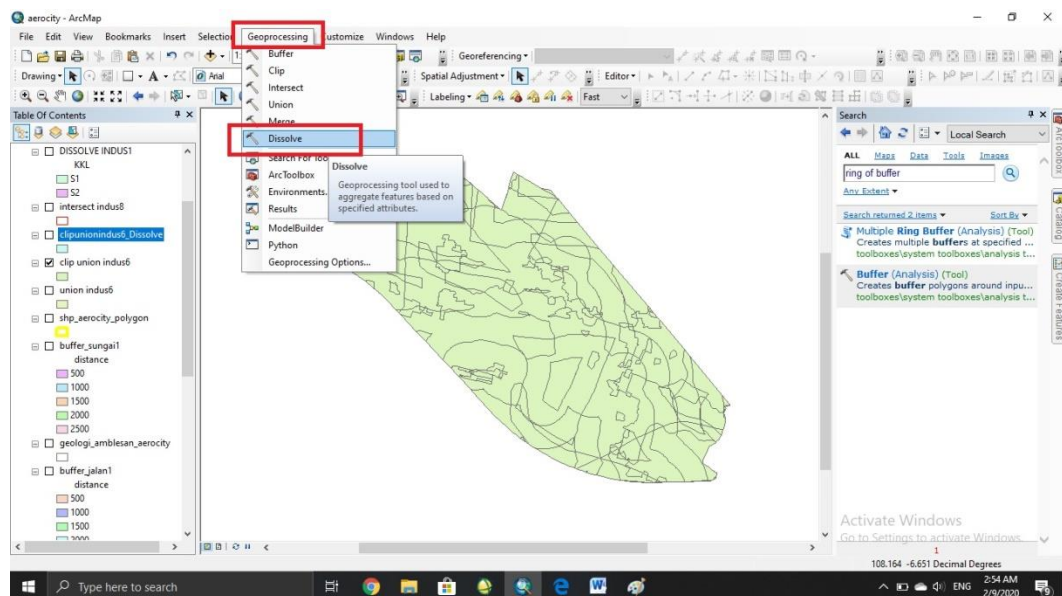 aerocity - ArcMap
File Edit View Bookmarks Insert Selection Geoprocessing Customize Windows Help
Georeferencing
Drawing A Arial Spatial Adjustment Editor
Labeling Fast
Table Of Contents
DISSOLVE INDUS1
KKL
S1
S2
intersect indus8
clipunionindus6_Dissolve
clip union indus6
union indus6
shp_aerocity_polygon
buffer_sungai1
distance
500
1000
1500
2000
2500
geologi_amblesan_aerocity
buffer_jalan1
distance
500
1000
1500
2000
Buffer
Clip
Intersect
Union
Merge
Dissolve
Search For Too
ArcToolbox
Environments.
Results
ModelBuilder
Python
Geoprocessing Options...
Dissolve
Geoprocessing tool used to
aggregate features based on
specified attributes.
Search
Local Search
ALL Maps Data Tools Images
ring of buffer
Any Extent
Search returned 2 items Sort By
Multiple Ring Buffer (Analysis) (Tool)
Creates multiple buffers at specified ...
toolboxes\system toolboxes\analysis t...
Buffer (Analysis) (Tool)
Creates buffer polygons around inpu...
toolboxes\system toolboxes\analysis t...
ArcToolbox
Catalog
Create Features
Activate Windows
Go to Settings to activate Windows.
1
108.164 -6.651 Decimal Degrees
Type here to search
ENG
2:54 AM
2/9/2020